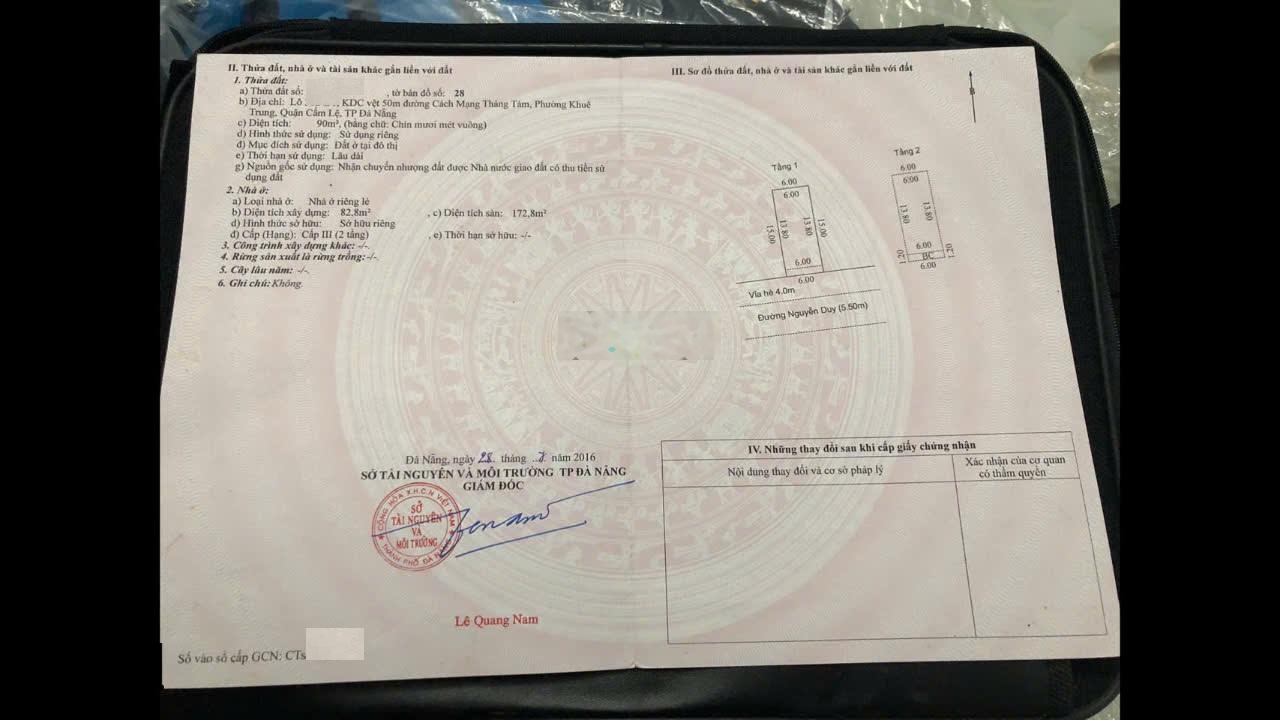 II. Thửa đất, nhà ở và tài sản khác gắn liền với đất
1. Thửa đất:
a) Thửa đất số: , tờ bản đồ số: 28
b) Địa chỉ: Lô , KDC vệt 50m đường Cách Mạng Tháng Tám, Phường Khuê
Trung, Quận Cẩm Lệ, TP Đà Nẵng
c) Diện tích: 90m², (bằng chữ: Chín mươi mét vuông)
d) Hình thức sử dụng: Sử dụng riêng
đ) Mục đích sử dụng: Đất ở tại đô thị
e) Thời hạn sử dụng: Lâu dài
g) Nguồn gốc sử dụng: Nhận chuyển nhượng đất được Nhà nước giao đất có thu tiền sử
dụng đất
2. Nhà ở:
a) Loại nhà ở: Nhà ở riêng lẻ
b) Diện tích xây dựng: 82,8m² , c) Diện tích sàn: 172,8m²
d) Hình thức sở hữu: Sở hữu riêng
đ) Cấp (Hạng): Cấp III (2 tầng) , e) Thời hạn sở hữu: -/-
3. Công trình xây dựng khác: -/-.
4. Rừng sản xuất là rừng trồng:-/-.
5. Cây lâu năm: -/-.
6. Ghi chú: Không.
Đà Nẵng, ngày 28 tháng 7 năm 2016
SỞ TÀI NGUYÊN VÀ MÔI TRƯỜNG TP ĐÀ NẴNG
GIÁM ĐỐC
CỘNG HÒA X.H.C.N VIỆT NAM
SỞ
TÀI NGUYÊN
VÀ
MÔI TRƯỜNG
THÀNH PHỐ ĐÀ NẴNG
Lê Quang Nam
Số vào sổ cấp GCN: CTs
III. Sơ đồ thửa đất, nhà ở và tài sản khác gắn liền với đất
B
Tầng 1
6.00
6.00
15.00
13.80
13.80
15.00
6.00
6.00
Vỉa hè 4.0m
Đường Nguyễn Duy (5.50m)
Tầng 2
6.00
6.00
13.80
13.80
6.00
1.20
BC
1.20
6.00
IV. Những thay đổi sau khi cấp giấy chứng nhận
Nội dung thay đổi và cơ sở pháp lý
Xác nhận của cơ quan
có thẩm quyền